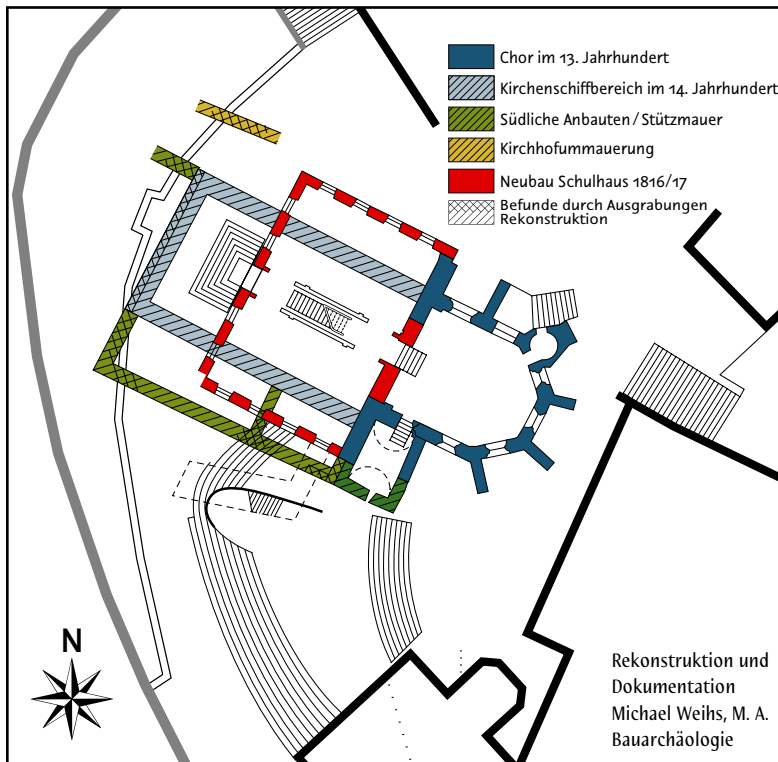 Chor im 13. Jahrhundert
Kirchenschiffbereich im 14. Jahrhundert
Südliche Anbauten / Stützmauer
Kirchhofummauerung
Neubau Schulhaus 1816/17
Befunde durch Ausgrabungen
Rekonstruktion
N
Rekonstruktion und
Dokumentation
Michael Weihs, M. A.
Bauarchäologie